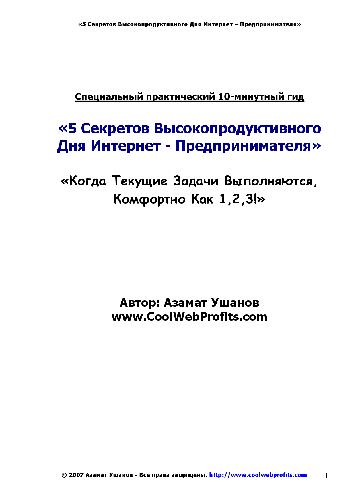 «5 Секретов Высокопродуктивного Дня Интернет – Предпринимателя»
Специальный практический 10-минутный гид
«5 Секретов Высокопродуктивного
Дня Интернет - Предпринимателя»
«Когда Текущие Задачи Выполняются,
Комфортно Как 1,2,3!»
Автор: Азамат Ушанов
www.CoolWebProfits.com
© 2007 Азамат Ушанов - Все права защищены. http://www.coolwebprofits.com 1